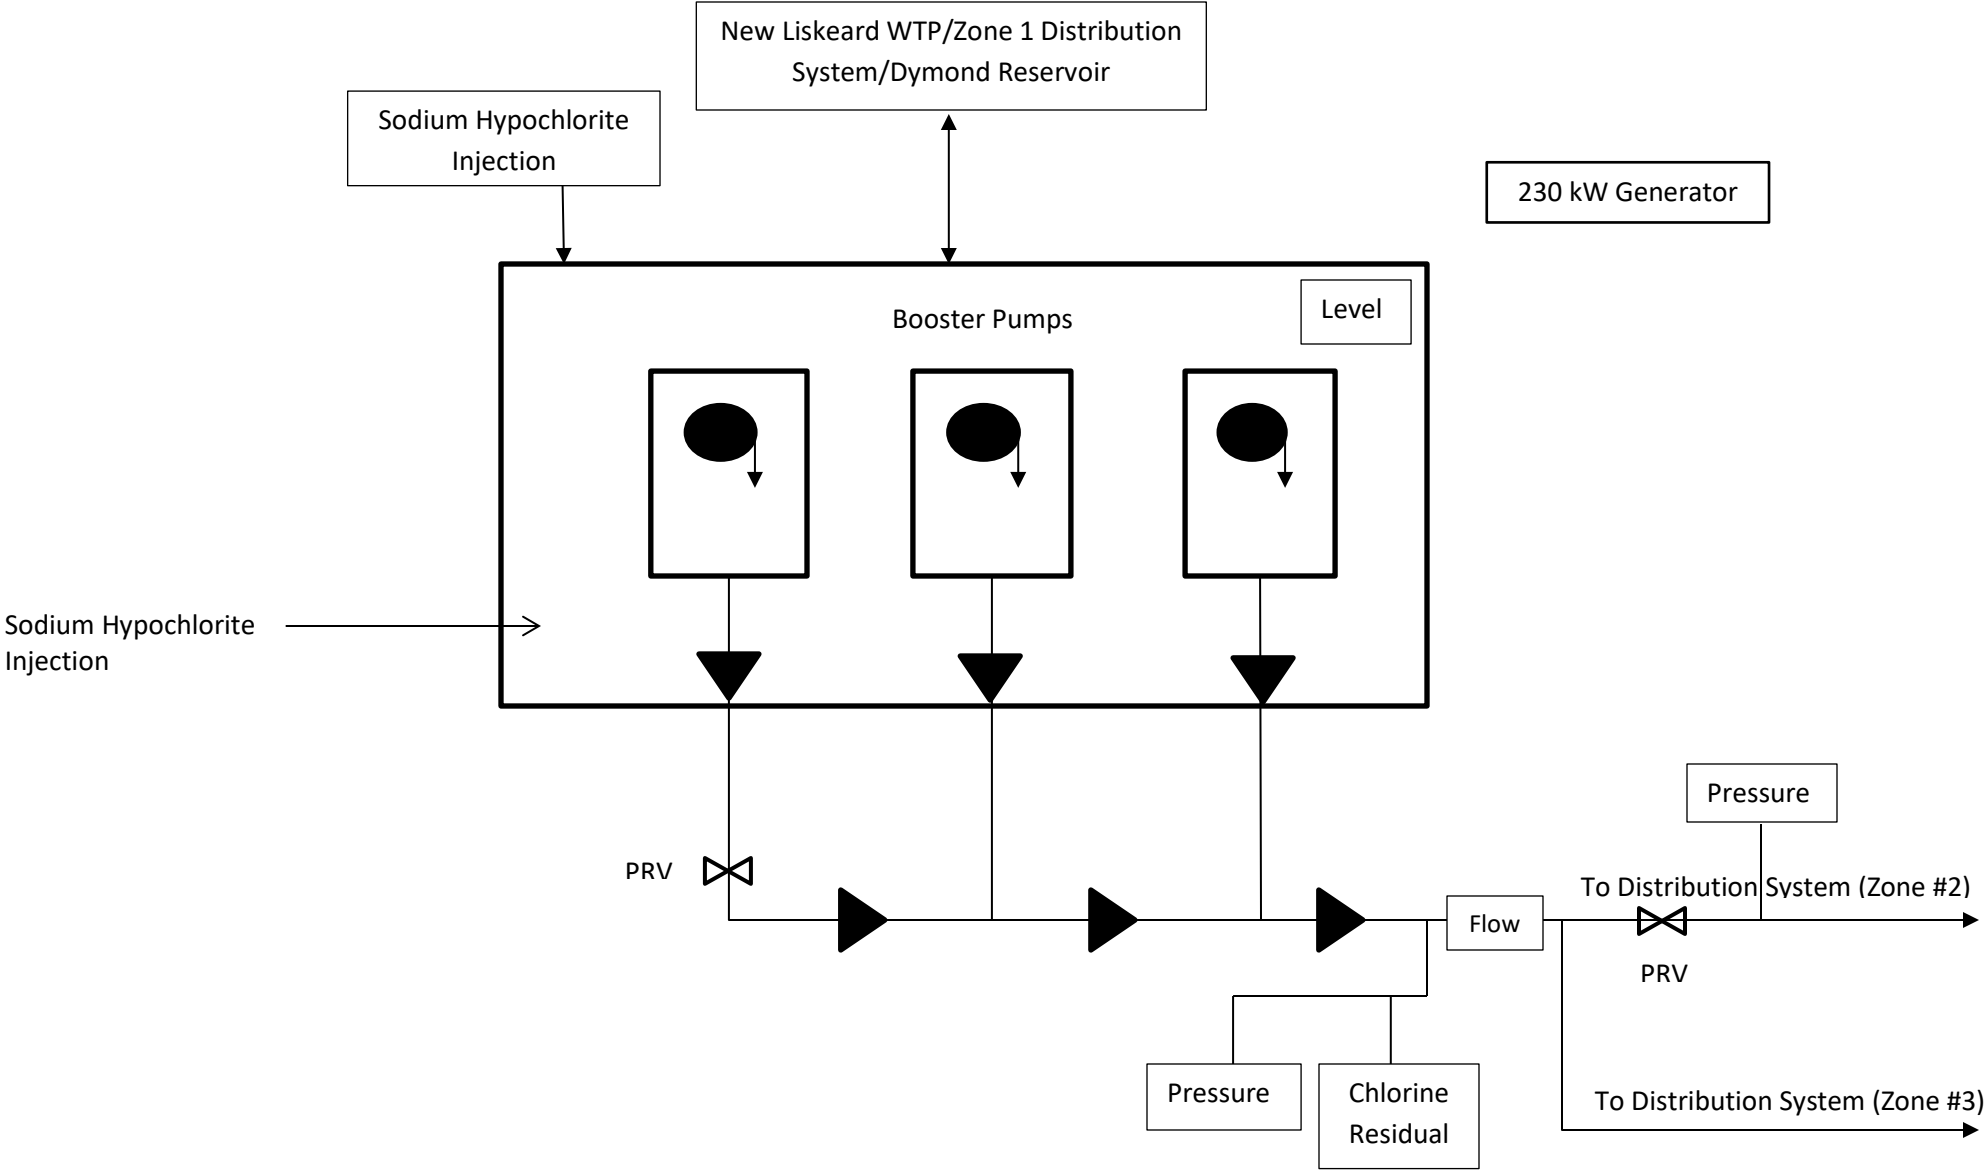 New Liskeard WTP/Zone 1 Distribution
System/Dymond Reservoir
Sodium Hypochlorite
Injection
230 kW Generator
Level
Booster Pumps
Sodium Hypochlorite
Injection
Pressure
PRV
To Distribution System (Zone #2)
Flow
PRV
Pressure
Chlorine
Residual
To Distribution System (Zone #3)